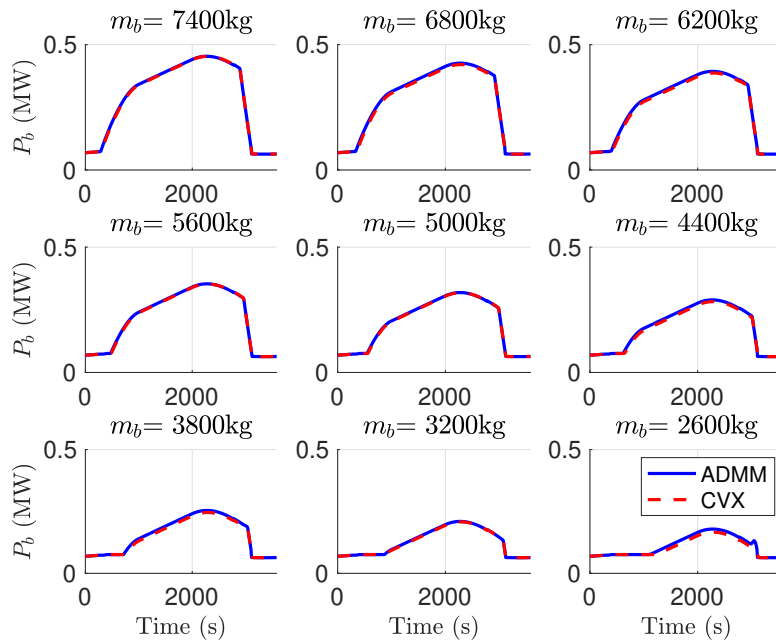 m_b= 7400kg
m_b= 6800kg
m_b= 6200kg
P_b (MW)
0.5
0
0 2000
0.5
0
0 2000
0.5
0
0 2000
m_b= 5600kg
m_b= 5000kg
m_b= 4400kg
P_b (MW)
0.5
0
0 2000
0.5
0
0 2000
0.5
0
0 2000
m_b= 3800kg
m_b= 3200kg
m_b= 2600kg
P_b (MW)
0.5
0
0 2000
Time (s)
0.5
0
0 2000
Time (s)
0.5
0
0 2000
Time (s)
ADMM
CVX